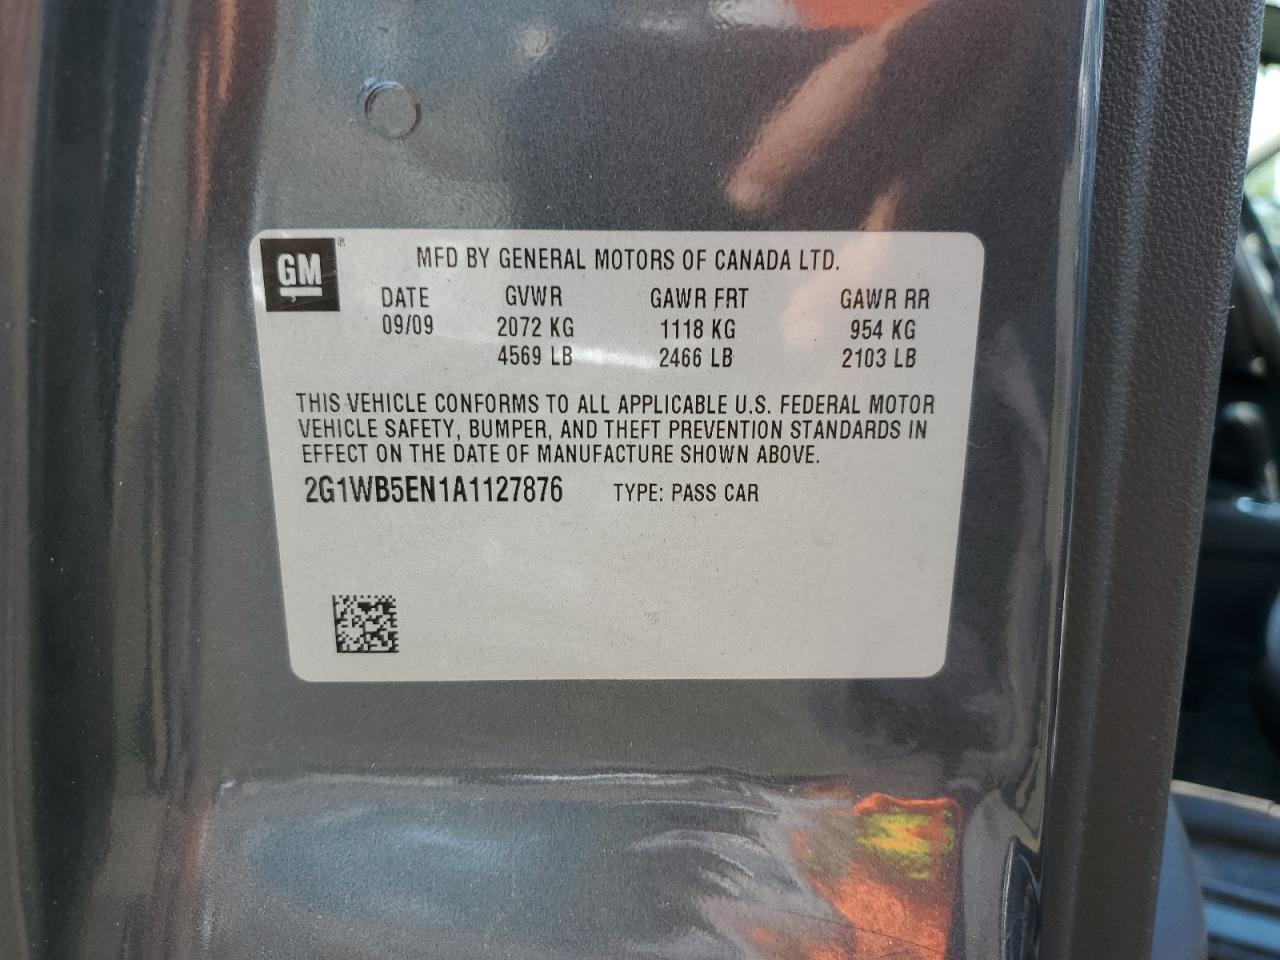 GM ®
MFD BY GENERAL MOTORS OF CANADA LTD.
DATE GVWR GAWR FRT GAWR RR
09/09 2072 KG 1118 KG 954 KG
4569 LB 2466 LB 2103 LB
THIS VEHICLE CONFORMS TO ALL APPLICABLE U.S. FEDERAL MOTOR
VEHICLE SAFETY, BUMPER, AND THEFT PREVENTION STANDARDS IN
EFFECT ON THE DATE OF MANUFACTURE SHOWN ABOVE.
2G1WB5EN1A1127876 TYPE: PASS CAR